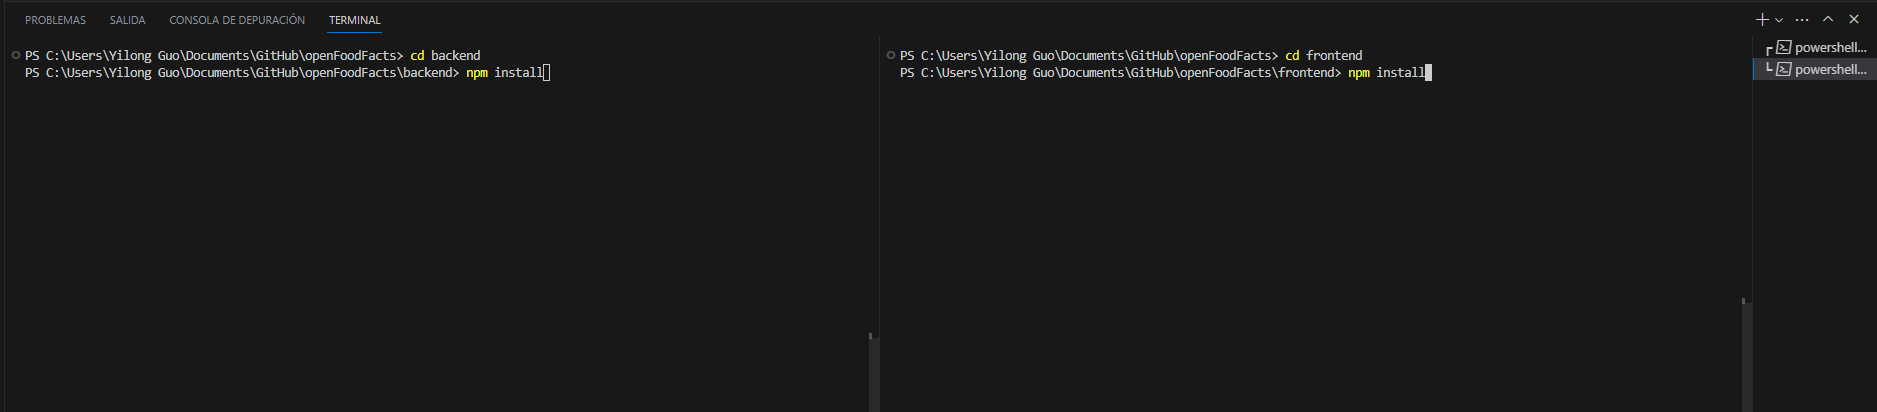 PROBLEMAS SALIDA CONSOLA DE DEPURACIÓN TERMINAL
PS C:\Users\Yilong Guo\Documents\GitHub\openFoodFacts> cd backend
PS C:\Users\Yilong Guo\Documents\GitHub\openFoodFacts\backend> npm install
PS C:\Users\Yilong Guo\Documents\GitHub\openFoodFacts> cd frontend
PS C:\Users\Yilong Guo\Documents\GitHub\openFoodFacts\frontend> npm install
powershell...
powershell...